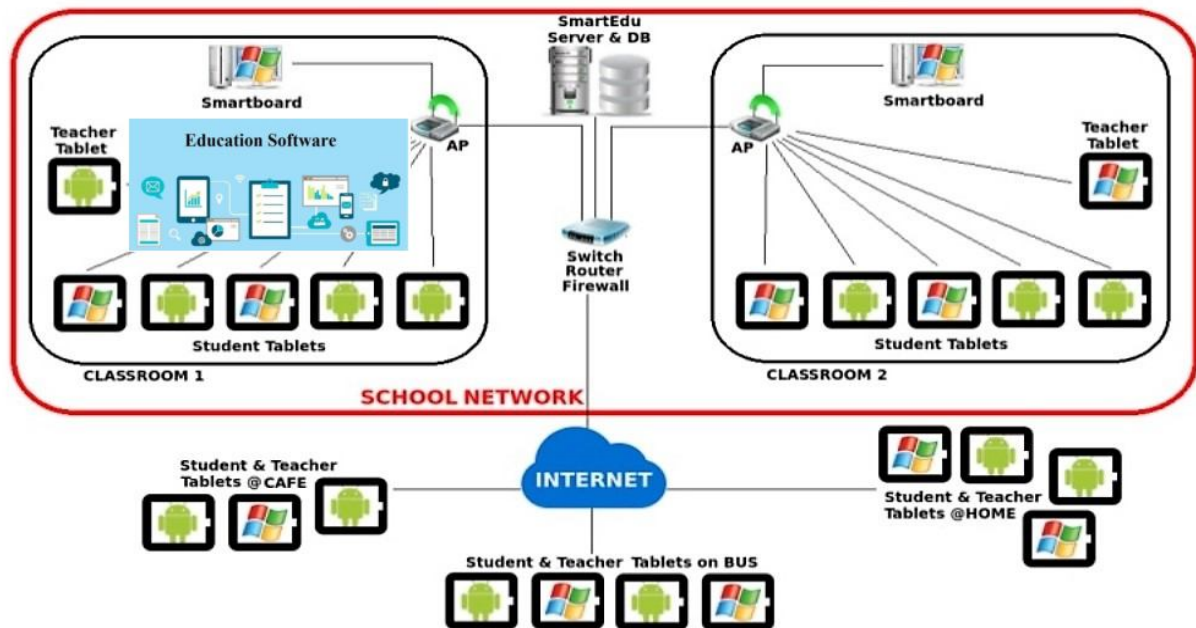 SmartEdu
Server & DB
Smartboard
Teacher
Tablet
Education Software
AP
Student Tablets
CLASSROOM 1
Switch
Router
Firewall
Smartboard
AP
Teacher
Tablet
Student Tablets
CLASSROOM 2
SCHOOL NETWORK
INTERNET
Student & Teacher
Tablets @CAFE
Student & Teacher
Tablets @HOME
Student & Teacher Tablets on BUS